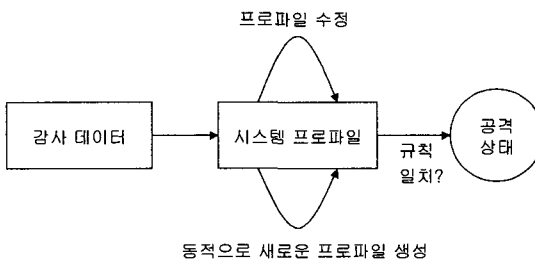 프로파일 수정
감사 데이터
시스템 프로파일
공격
상태
규칙
일치?
동적으로 새로운 프로파일 생성